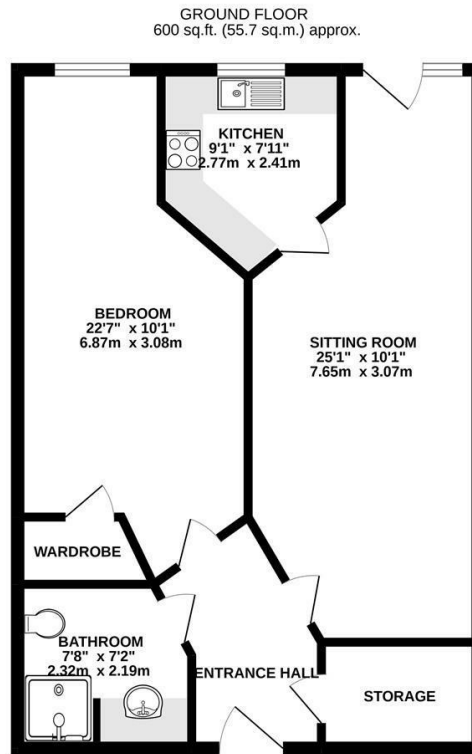 GROUND FLOOR
600 sq.ft. (55.7 sq.m.) approx.
KITCHEN
9'1" x 7'11"
2.77m x 2.41m
BEDROOM
22'7" x 10'1"
6.87m x 3.08m
SITTING ROOM
25'1" x 10'1"
7.65m x 3.07m
WARDROBE
BATHROOM
7'8" x 7'2"
2.32m x 2.19m
ENTRANCE HALL
STORAGE